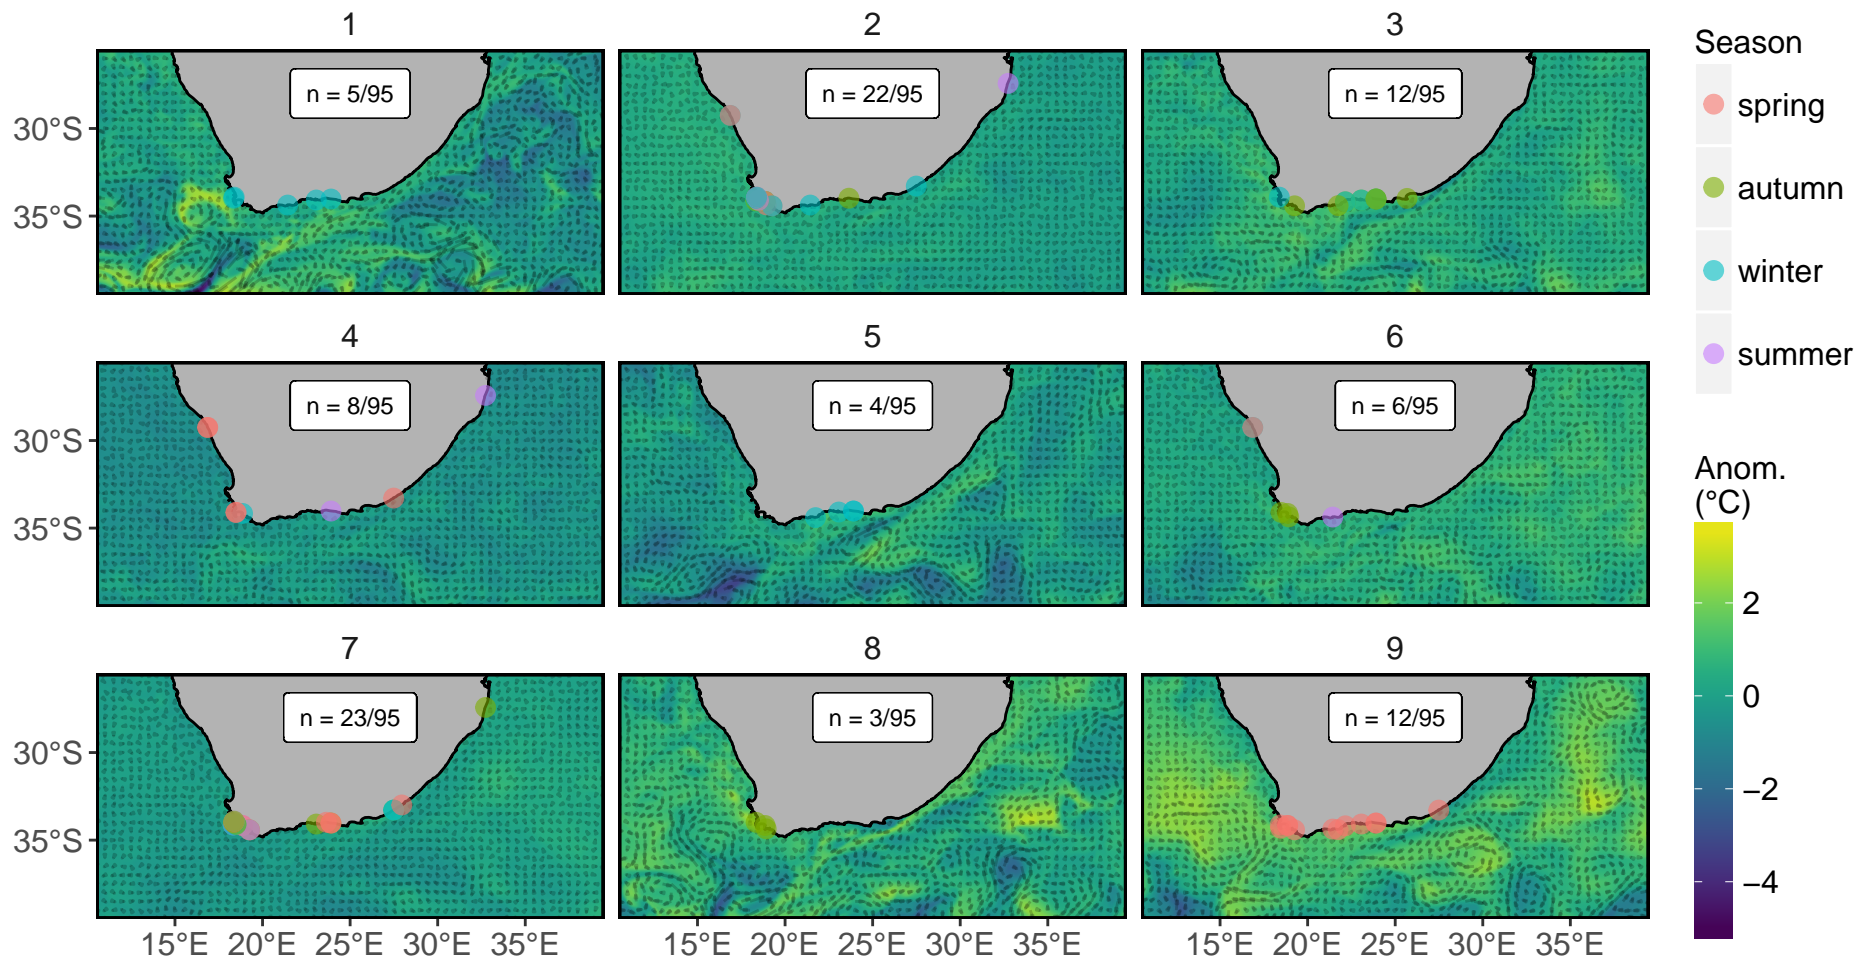 1 2 3
Season
n = 5/95 n = 22/95 n = 12/95
spring
30°S
autumn
35°S
winter
4 5 6
summer
n = 8/95 n = 4/95 n = 6/95
30°S
Anom.
(°C)
35°S
2
7 8 9
0
n = 23/95 n = 3/95 n = 12/95
30°S
−2
35°S
−4
15°E 20°E 25°E 30°E 35°E 15°E 20°E 25°E 30°E 35°E 15°E 20°E 25°E 30°E 35°E